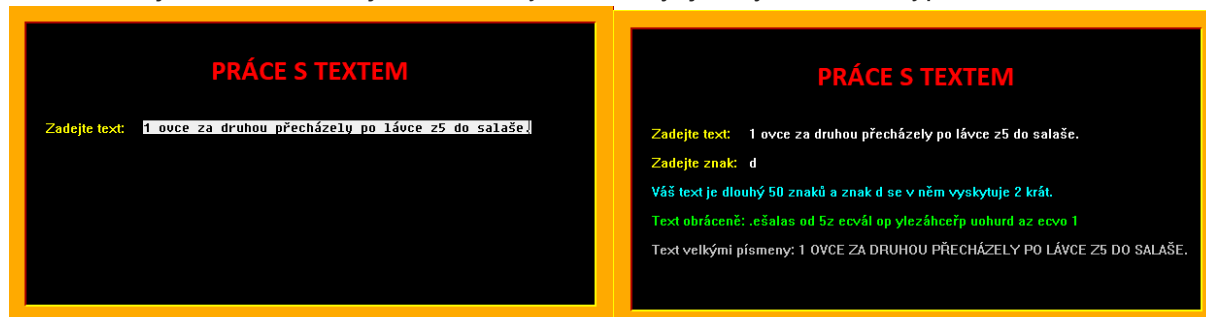 PRÁCE S TEXTEM
Zadejte text: 1 ovce za druhou přecházely po lávce z5 do salaše.
PRÁCE S TEXTEM
Zadejte text: 1 ovce za druhou přecházely po lávce z5 do salaše.
Zadejte znak: d
Váš text je dlouhý 50 znaků a znak d se v něm vyskytuje 2 krát.
Text obráceně: .ešalas od 5z ecvál op ylezáhceřp uohurd az ecvo 1
Text velkými písmeny: 1 OVCE ZA DRUHOU PŘECHÁZELY PO LÁVCE Z5 DO SALAŠE.